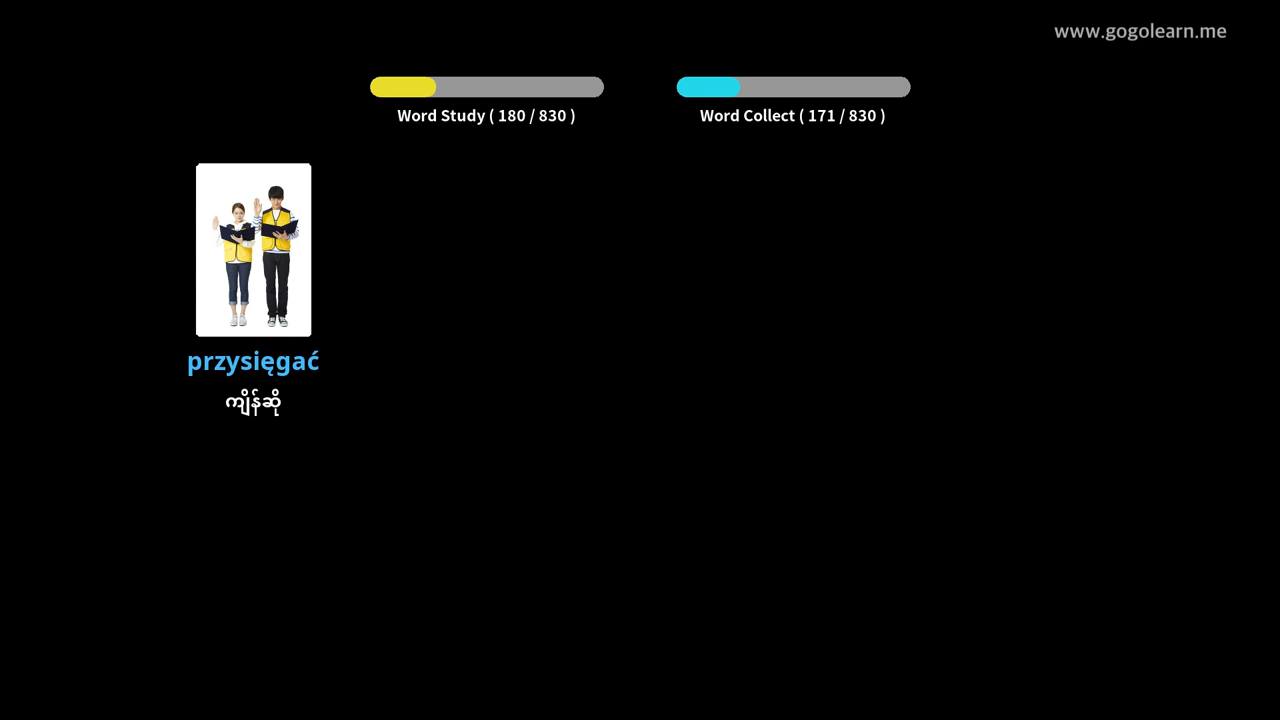 www.gogolearn.me
Word Study ( 180 / 830 )
Word Collect ( 171 / 830 )
przysięgać
ကျိန်ဆို